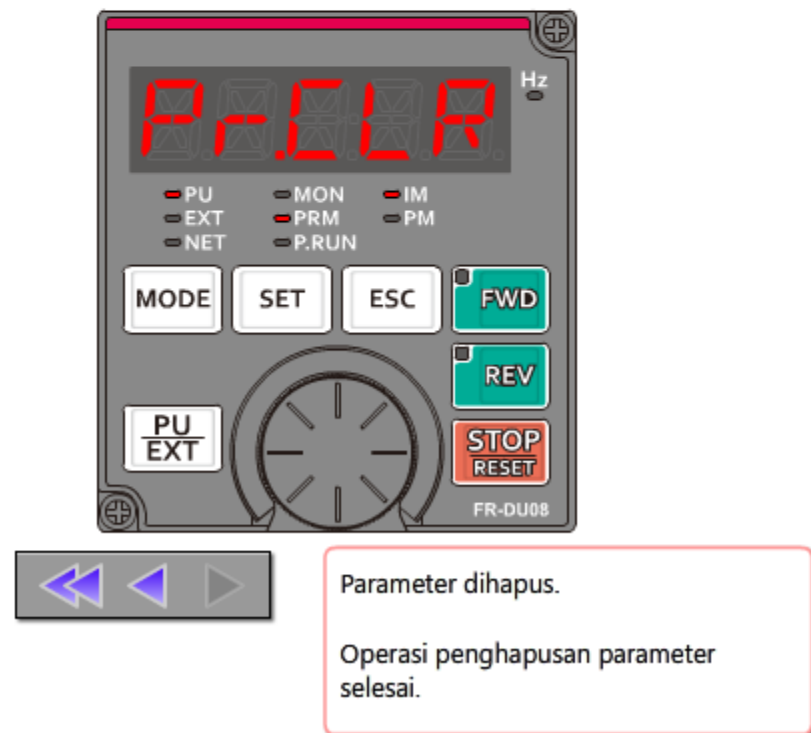 Pr.CLR
Hz
PU MON IM
EXT PRM PM
NET P.RUN
MODE SET ESC FWD
REV
PU
EXT
STOP
RESET
FR-DU08
Parameter dihapus.
Operasi penghapusan parameter
selesai.